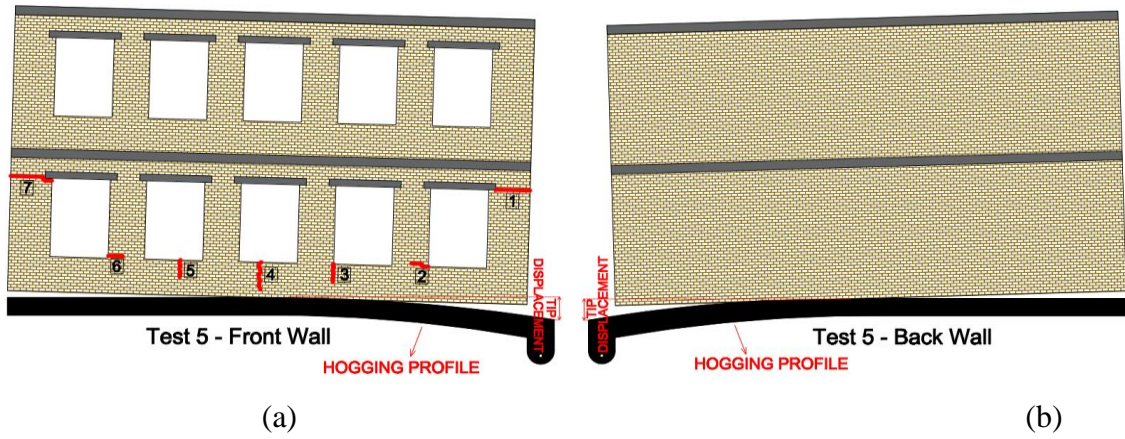 7
1
6
5
4
3
2
TIP
DISPLACEMENT
Test 5 - Front Wall
HOGGING PROFILE
(a)
TIP
DISPLACEMENT
Test 5 - Back Wall
HOGGING PROFILE
(b)